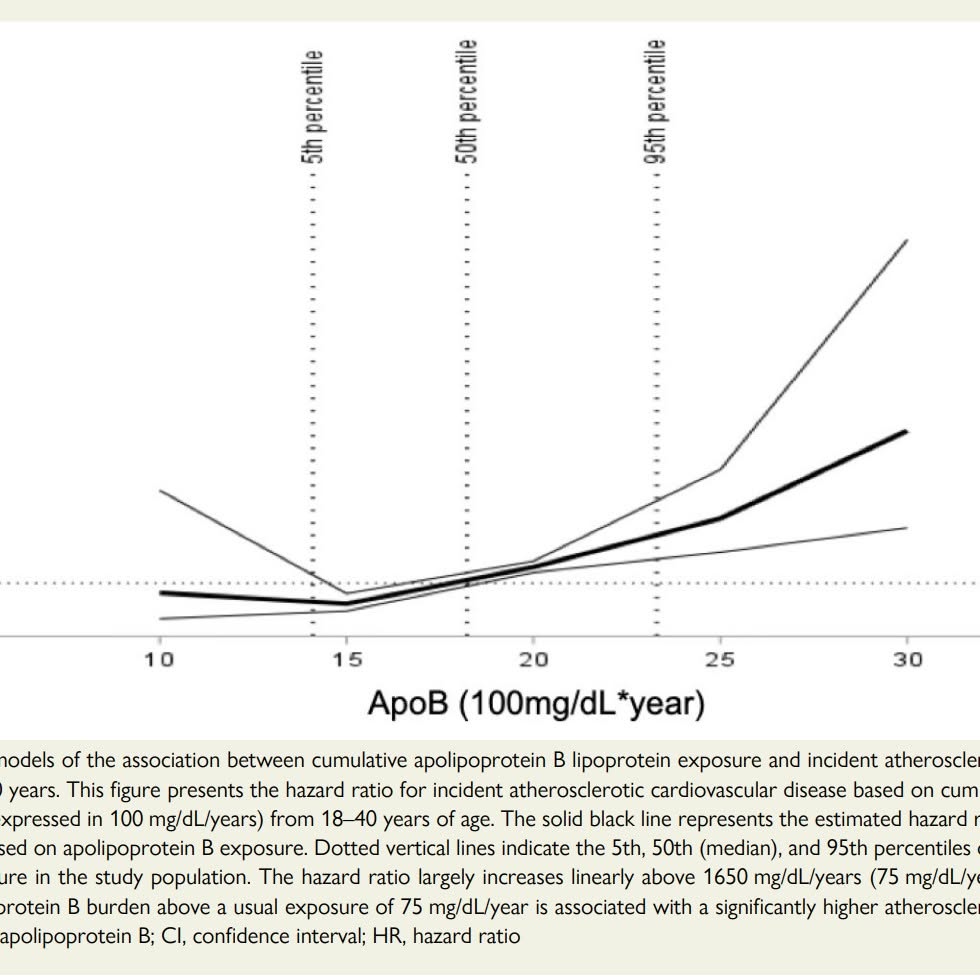 5th percentile
50th percentile
95th percentile
10 15 20 25 30
ApoB (100mg/dL*year)
models of the association between cumulative apolipoprotein B lipoprotein exposure and incident atheroscler
0 years. This figure presents the hazard ratio for incident atherosclerotic cardiovascular disease based on cum
expressed in 100 mg/dL/years) from 18–40 years of age. The solid black line represents the estimated hazard r
sed on apolipoprotein B exposure. Dotted vertical lines indicate the 5th, 50th (median), and 95th percentiles o
ure in the study population. The hazard ratio largely increases linearly above 1650 mg/dL/years (75 mg/dL/ye
protein B burden above a usual exposure of 75 mg/dL/year is associated with a significantly higher atheroscler
apolipoprotein B; CI, confidence interval; HR, hazard ratio